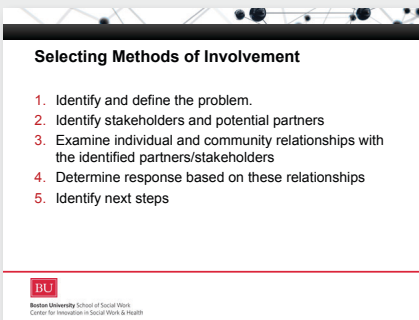 Selecting Methods of Involvement
1. Identify and define the problem.
2. Identify stakeholders and potential partners
3. Examine individual and community relationships with
the identified partners/stakeholders
4. Determine response based on these relationships
5. Identify next steps
BU
Boston University School of Social Work
Center for Innovation in Social Work & Health